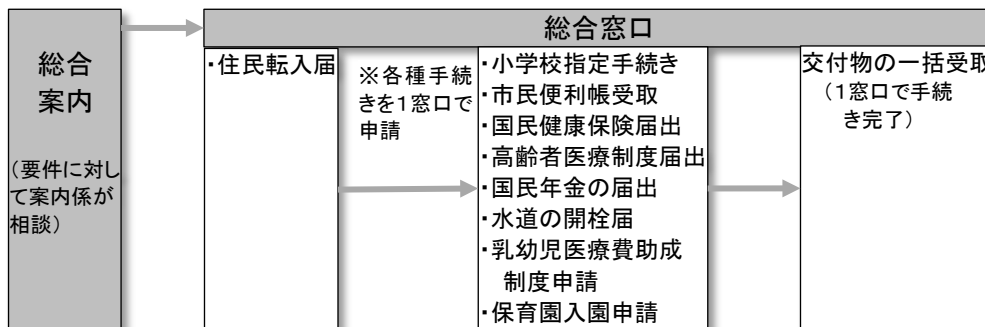 総合
案内
(要件に対し
て案内係が
相談)
総合窓口
・住民転入届
※各種手続
きを1窓口で
申請
・小学校指定手続き
・市民便利帳受取
・国民健康保険届出
・高齢者医療制度届出
・国民年金の届出
・水道の開栓届
・乳幼児医療費助成
制度申請
・保育園入園申請
交付物の一括受取
(1窓口で手続
き完了)